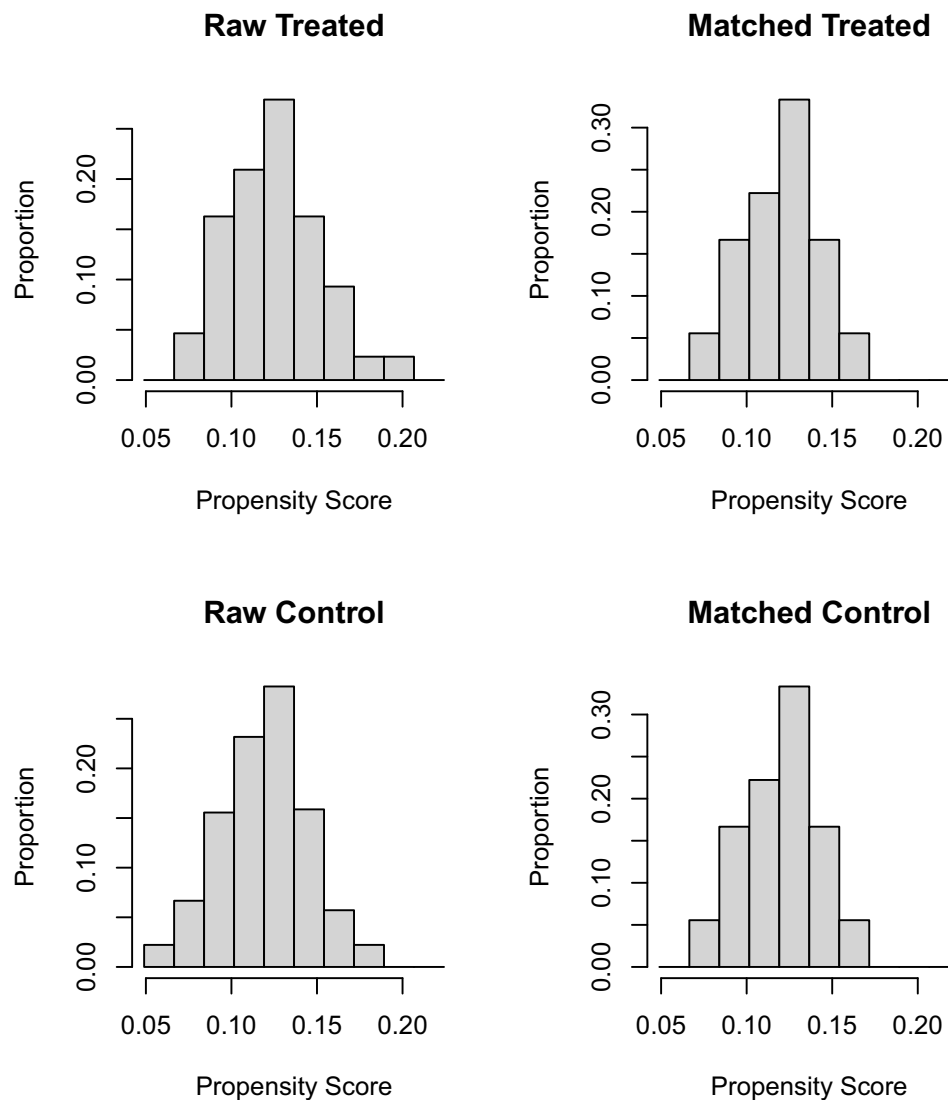 Raw Treated
Proportion
0.00 0.10 0.20
0.05 0.10 0.15 0.20
Propensity Score
Matched Treated
Proportion
0.00 0.10 0.20 0.30
0.05 0.10 0.15 0.20
Propensity Score
Raw Control
Proportion
0.00 0.10 0.20
0.05 0.10 0.15 0.20
Propensity Score
Matched Control
Proportion
0.00 0.10 0.20 0.30
0.05 0.10 0.15 0.20
Propensity Score